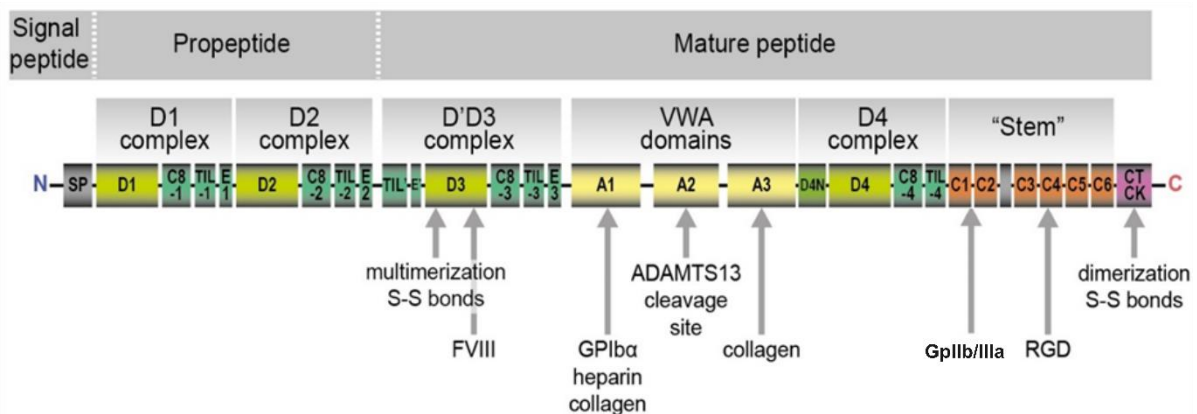 Signal
peptide
Propeptide
Mature peptide
D1
complex
D2
complex
D'D3
complex
VWA
domains
D4
complex
“Stem”
N SP D1 C8-1 TIL-1 E1 D2 C8-2 TIL-2 E2 TIL' E' D3 C8-3 TIL-3 E3 A1 A2 A3 D4N D4 C8-4 TIL-4 C1 C2 C3 C4 C5 C6 CT CK C
multimerization
S-S bonds
FVIII
GPIbα
heparin
collagen
ADAMTS13
cleavage
site
collagen
GpIIb/IIIa
RGD
dimerization
S-S bonds